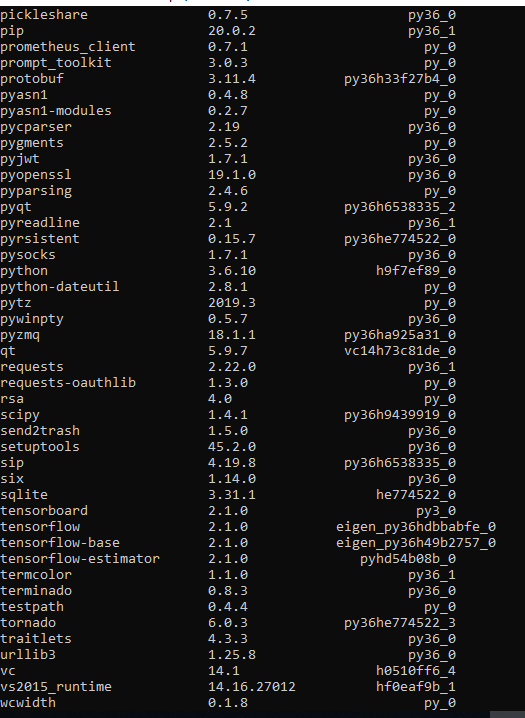 pickleshare 0.7.5 py36_0
pip 20.0.2 py36_1
prometheus_client 0.7.1 py_0
prompt_toolkit 3.0.3 py_0
protobuf 3.11.4 py36h33f27b4_0
pyasn1 0.4.8 py_0
pyasn1-modules 0.2.7 py_0
pycparser 2.19 py36_0
pygments 2.5.2 py_0
pyjwt 1.7.1 py36_0
pyopenssl 19.1.0 py36_0
pyparsing 2.4.6 py_0
pyqt 5.9.2 py36h6538335_2
pyreadline 2.1 py36_1
pyrsistent 0.15.7 py36he774522_0
pysocks 1.7.1 py36_0
python 3.6.10 h9f7ef89_0
python-dateutil 2.8.1 py_0
pytz 2019.3 py_0
pywinpty 0.5.7 py36_0
pyzmq 18.1.1 py36ha925a31_0
qt 5.9.7 vc14h73c81de_0
requests 2.22.0 py36_1
requests-oauthlib 1.3.0 py_0
rsa 4.0 py_0
scipy 1.4.1 py36h9439919_0
send2trash 1.5.0 py36_0
setuptools 45.2.0 py36_0
sip 4.19.8 py36h6538335_0
six 1.14.0 py36_0
sqlite 3.31.1 he774522_0
tensorboard 2.1.0 py3_0
tensorflow 2.1.0 eigen_py36hdbbabfe_0
tensorflow-base 2.1.0 eigen_py36h49b2757_0
tensorflow-estimator 2.1.0 pyhd54b08b_0
termcolor 1.1.0 py36_1
terminado 0.8.3 py36_0
testpath 0.4.4 py_0
tornado 6.0.3 py36he774522_3
traitlets 4.3.3 py36_0
urllib3 1.25.8 py36_0
vc 14.1 h0510ff6_4
vs2015_runtime 14.16.27012 hf0eaf9b_1
wcwidth 0.1.8 py_0